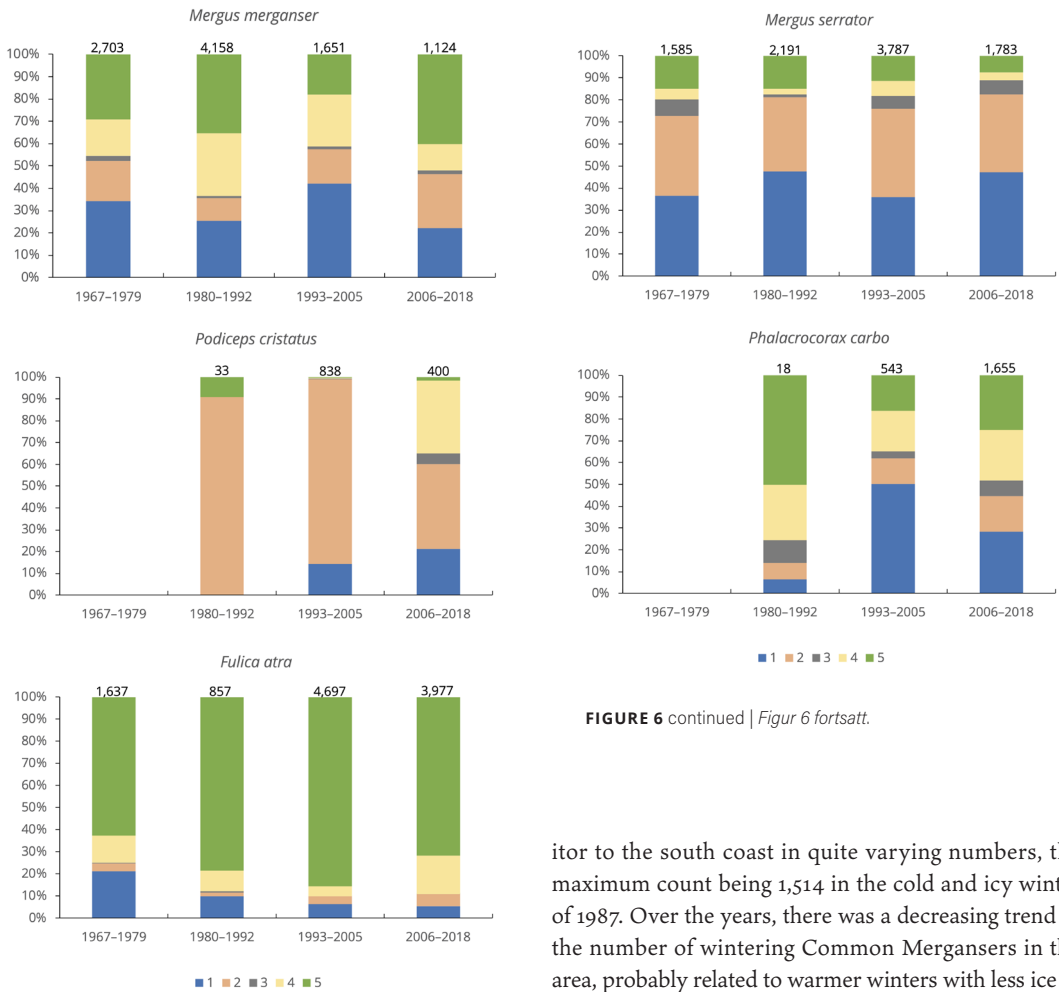 Mergus merganser
2,703 4,158 1,651 1,124
100%
90%
80%
70%
60%
50%
40%
30%
20%
10%
0%
1967–1979 1980–1992 1993–2005 2006–2018
Mergus serrator
1,585 2,191 3,787 1,783
100%
90%
80%
70%
60%
50%
40%
30%
20%
10%
0%
1967–1979 1980–1992 1993–2005 2006–2018
Podiceps cristatus
33 838 400
100%
90%
80%
70%
60%
50%
40%
30%
20%
10%
0%
1967–1979 1980–1992 1993–2005 2006–2018
Phalacrocorax carbo
18 543 1,655
100%
90%
80%
70%
60%
50%
40%
30%
20%
10%
0%
1967–1979 1980–1992 1993–2005 2006–2018
1 2 3 4 5
Fulica atra
1,637 857 4,697 3,977
100%
90%
80%
70%
60%
50%
40%
30%
20%
10%
0%
1967–1979 1980–1992 1993–2005 2006–2018
1 2 3 4 5
FIGURE 6 continued | Figur 6 fortsatt.
itor to the south coast in quite varying numbers,
maximum count being 1,514 in the cold and icy
of 1987. Over the years, there was a decreasing trend
the number of wintering Common Mergansers in
area, probably related to warmer winters with less ice